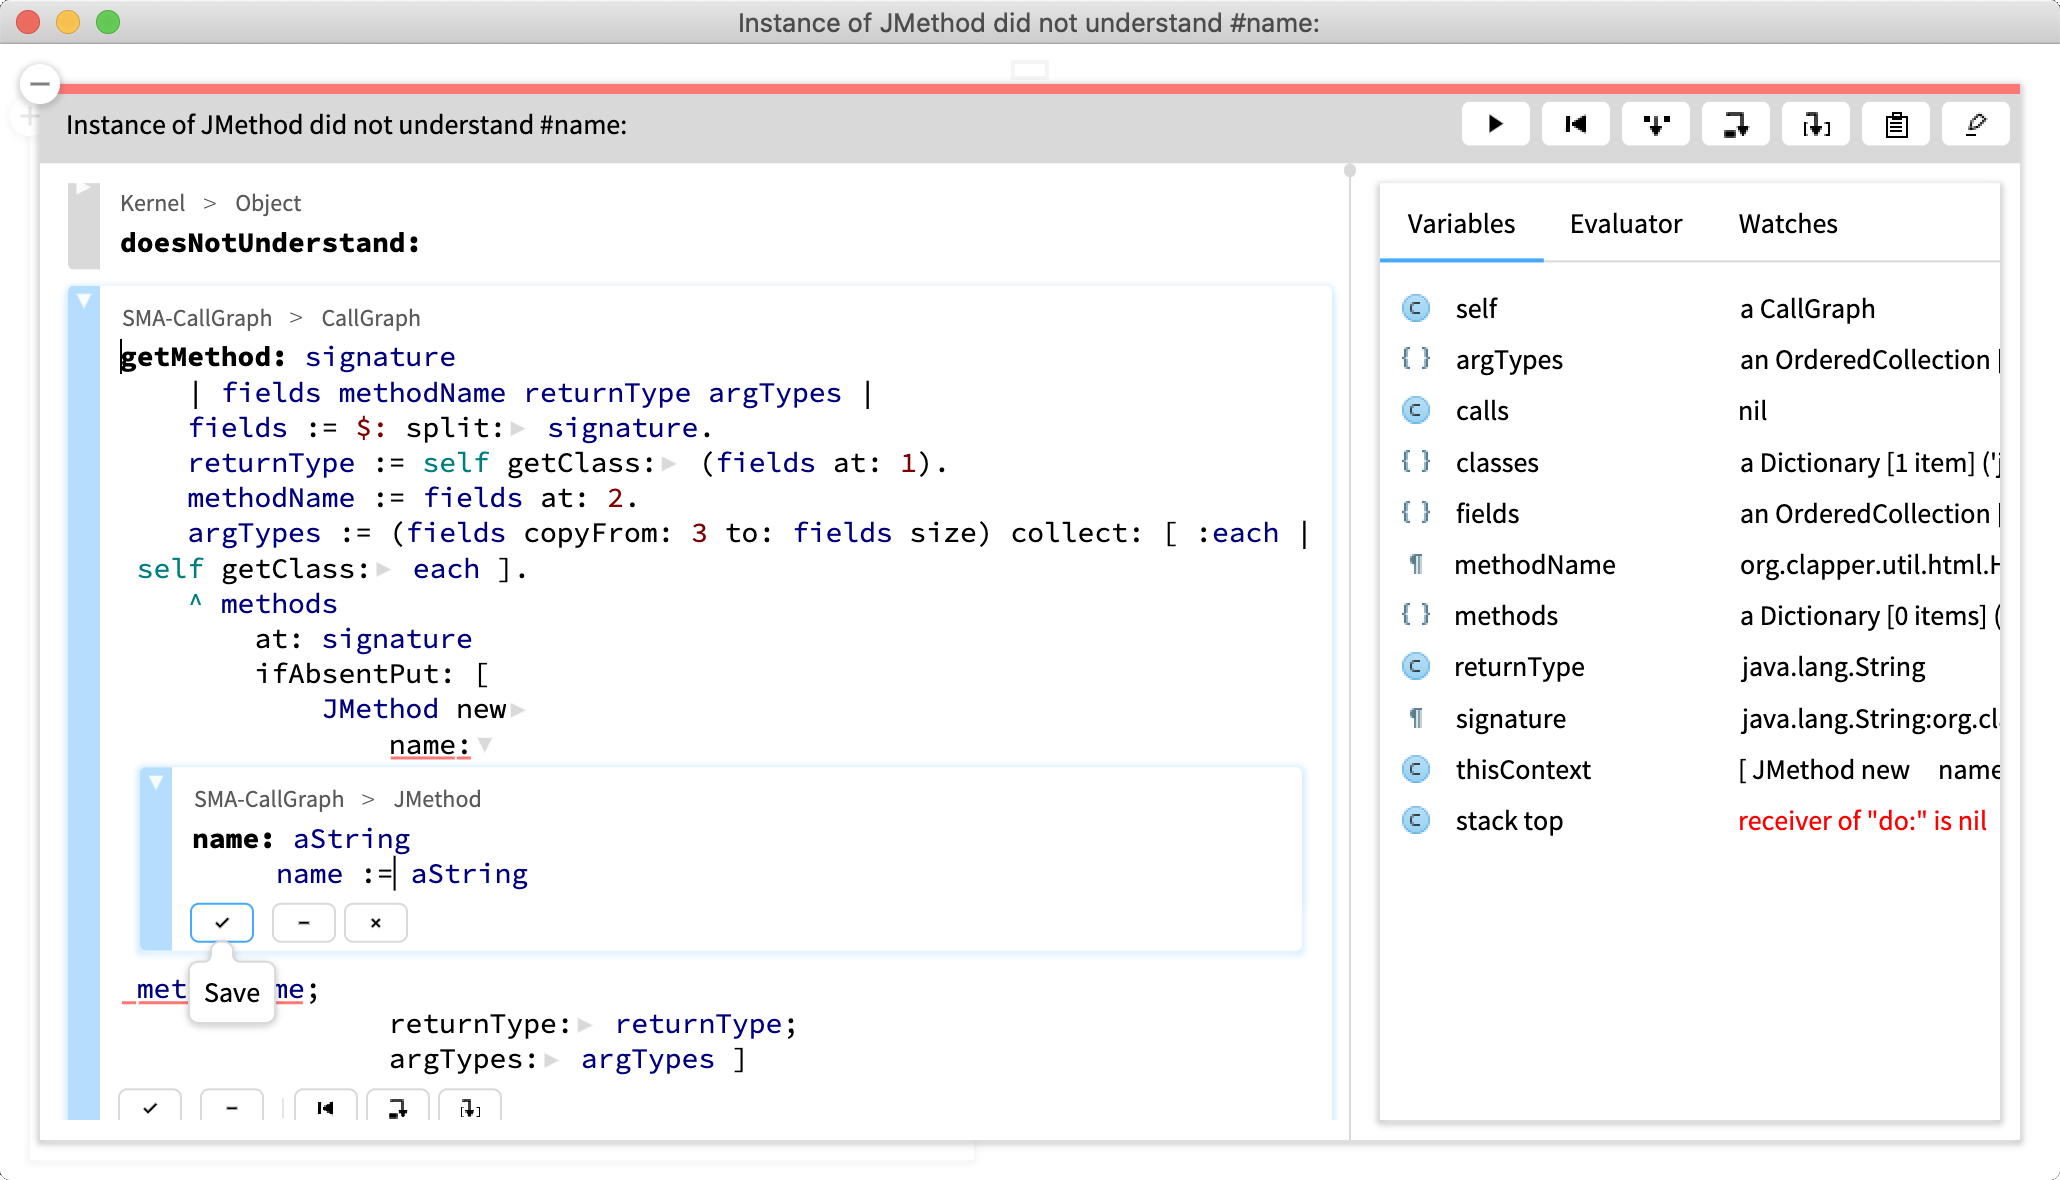 Instance of JMethod did not understand #name:
Instance of JMethod did not understand #name:
Kernel > Object
doesNotUnderstand:
SMA-CallGraph > CallGraph
getMethod: signature
| fields methodName returnType argTypes |
fields := $: split: signature.
returnType := self getClass: (fields at: 1).
methodName := fields at: 2.
argTypes := (fields copyFrom: 3 to: fields size) collect: [ :each |
self getClass: each ].
^ methods
at: signature
ifAbsentPut: [
JMethod new
name:
SMA-CallGraph > JMethod
name: aString
name := aString
Save
met me;
returnType: returnType;
argTypes: argTypes ]
Variables Evaluator Watches
self a CallGraph
argTypes an OrderedCollection [
calls nil
classes a Dictionary [1 item] ('j
fields an OrderedCollection [
methodName org.clapper.util.html.H
methods a Dictionary [0 items] (
returnType java.lang.String
signature java.lang.String:org.cl
thisContext [ JMethod new name
stack top receiver of "do:" is nil